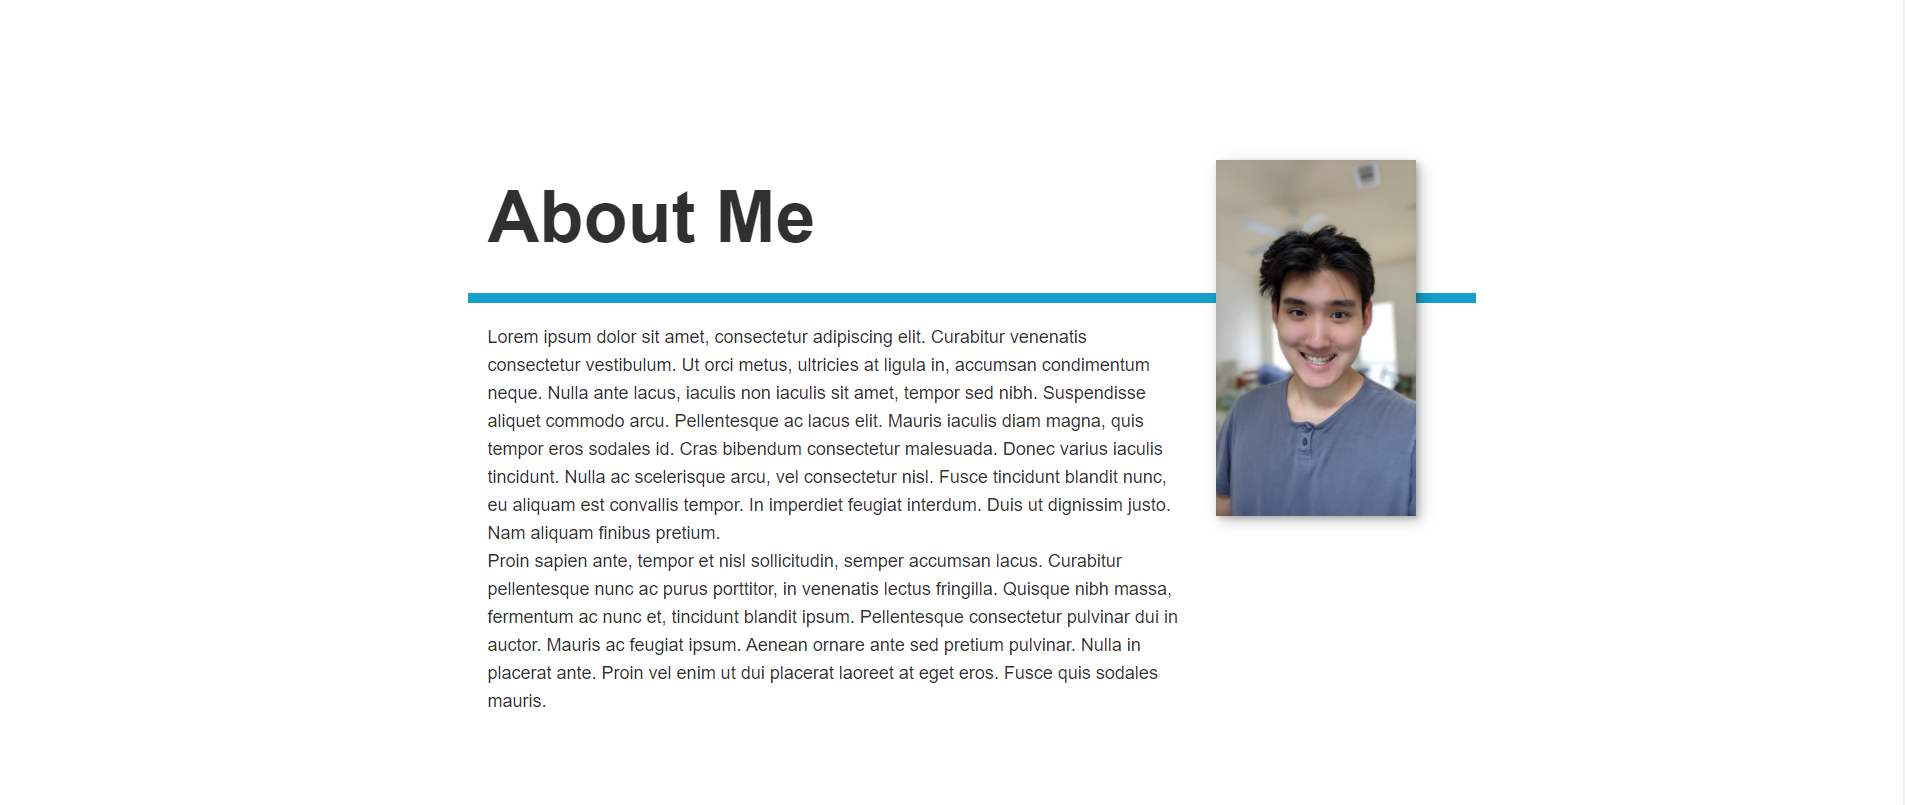 About Me
Lorem ipsum dolor sit amet, consectetur adipiscing elit. Curabitur venenatis
consectetur vestibulum. Ut orci metus, ultricies at ligula in, accumsan condimentum
neque. Nulla ante lacus, iaculis non iaculis sit amet, tempor sed nibh. Suspendisse
aliquet commodo arcu. Pellentesque ac lacus elit. Mauris iaculis diam magna, quis
tempor eros sodales id. Cras bibendum consectetur malesuada. Donec varius iaculis
tincidunt. Nulla ac scelerisque arcu, vel consectetur nisl. Fusce tincidunt blandit nunc,
eu aliquam est convallis tempor. In imperdiet feugiat interdum. Duis ut dignissim justo.
Nam aliquam finibus pretium.
Proin sapien ante, tempor et nisl sollicitudin, semper accumsan lacus. Curabitur
pellentesque nunc ac purus porttitor, in venenatis lectus fringilla. Quisque nibh massa,
fermentum ac nunc et, tincidunt blandit ipsum. Pellentesque consectetur pulvinar dui in
auctor. Mauris ac feugiat ipsum. Aenean ornare ante sed pretium pulvinar. Nulla in
placerat ante. Proin vel enim ut dui placerat laoreet at eget eros. Fusce quis sodales
mauris.